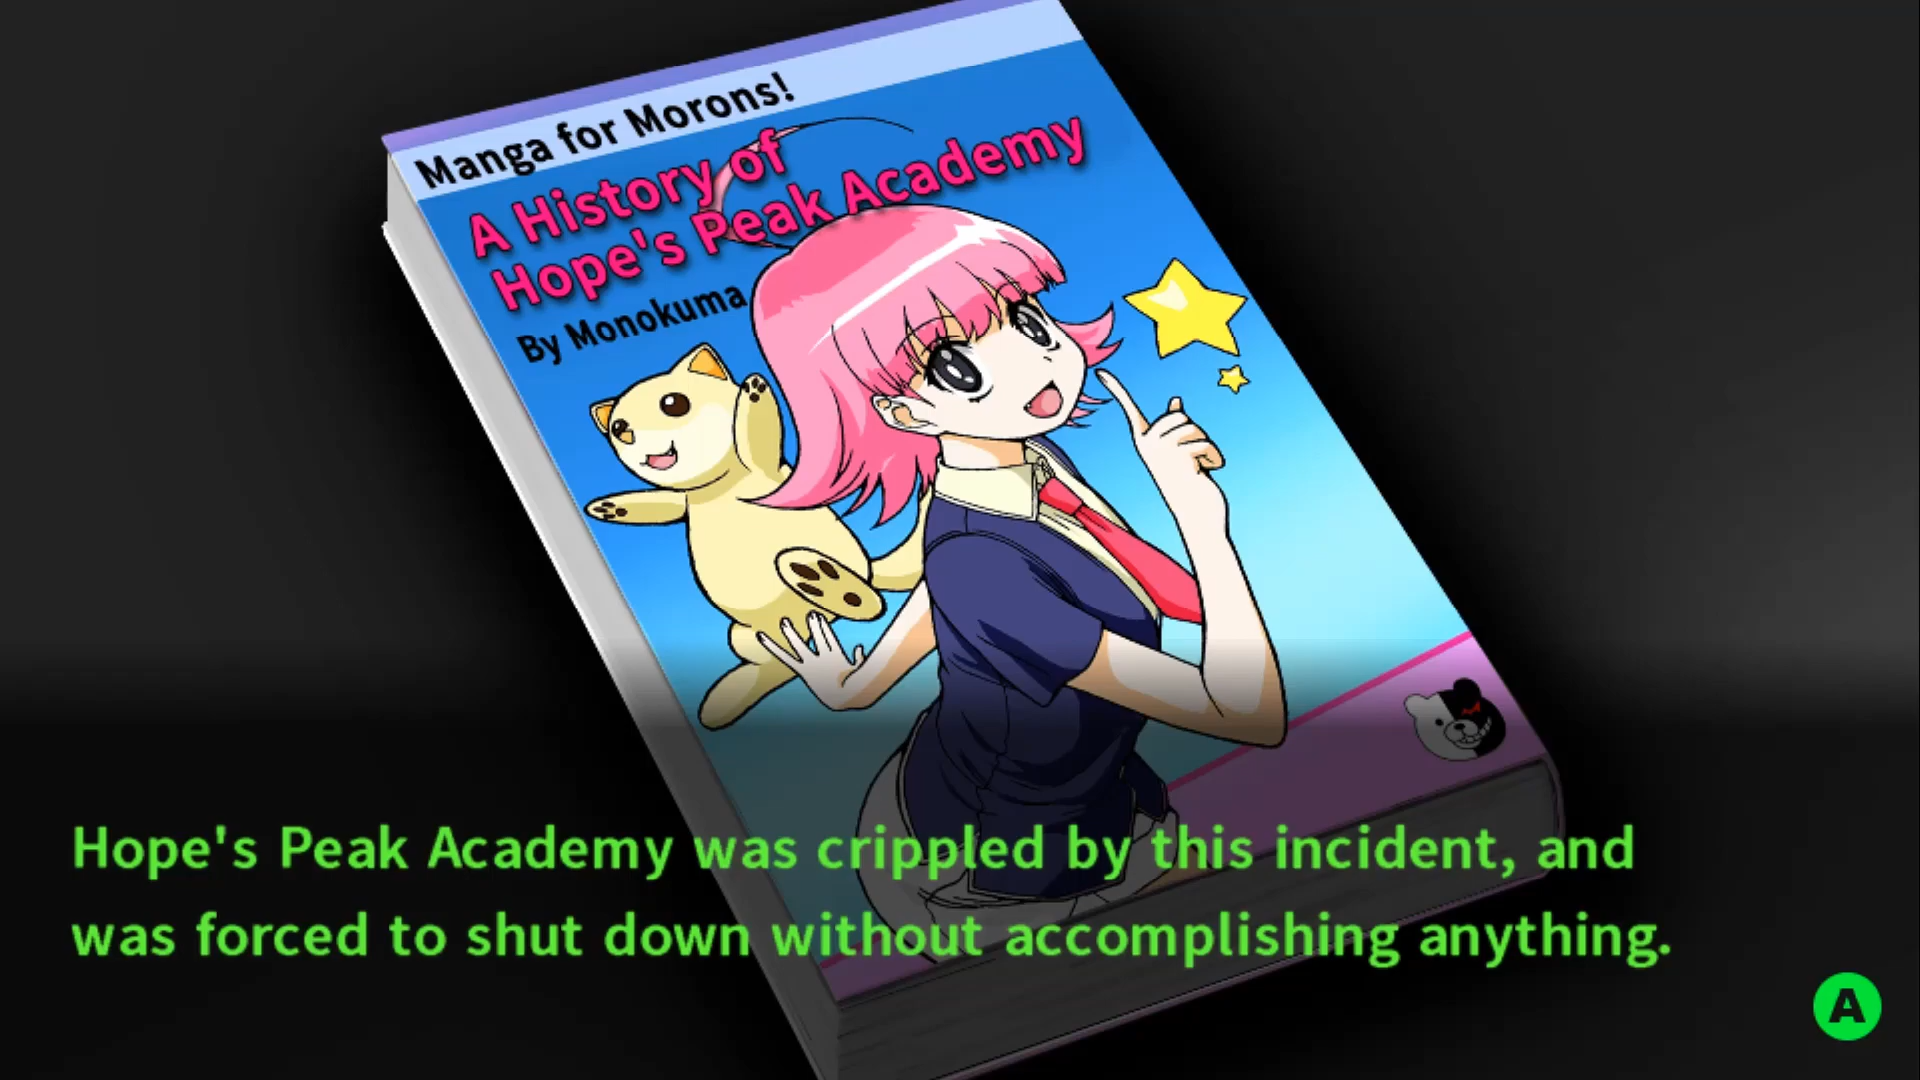 Manga for Morons!
A History of
Hope's Peak Academy
By Monokuma
Hope's Peak Academy was crippled by this incident, and
was forced to shut down without accomplishing anything.
A